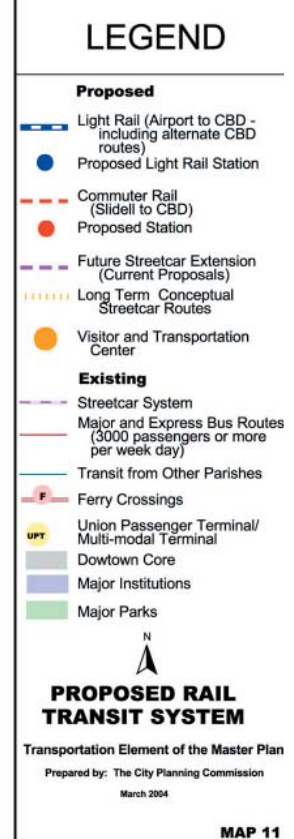 LEGEND
Proposed
Light Rail (Airport to CBD -
including alternate CBD
routes)
Proposed Light Rail Station
Commuter Rail
(Slidell to CBD)
Proposed Station
Future Streetcar Extension
(Current Proposals)
Long Term Conceptual
Streetcar Routes
Visitor and Transportation
Center
Existing
Streetcar System
Major and Express Bus Routes
(3000 passengers or more
per week day)
Transit from Other Parishes
F Ferry Crossings
UPT Union Passenger Terminal/
Multi-modal Terminal
Dowtown Core
Major Institutions
Major Parks
N
PROPOSED RAIL
TRANSIT SYSTEM
Transportation Element of the Master Plan
Prepared by: The City Planning Commission
March 2004
MAP 11